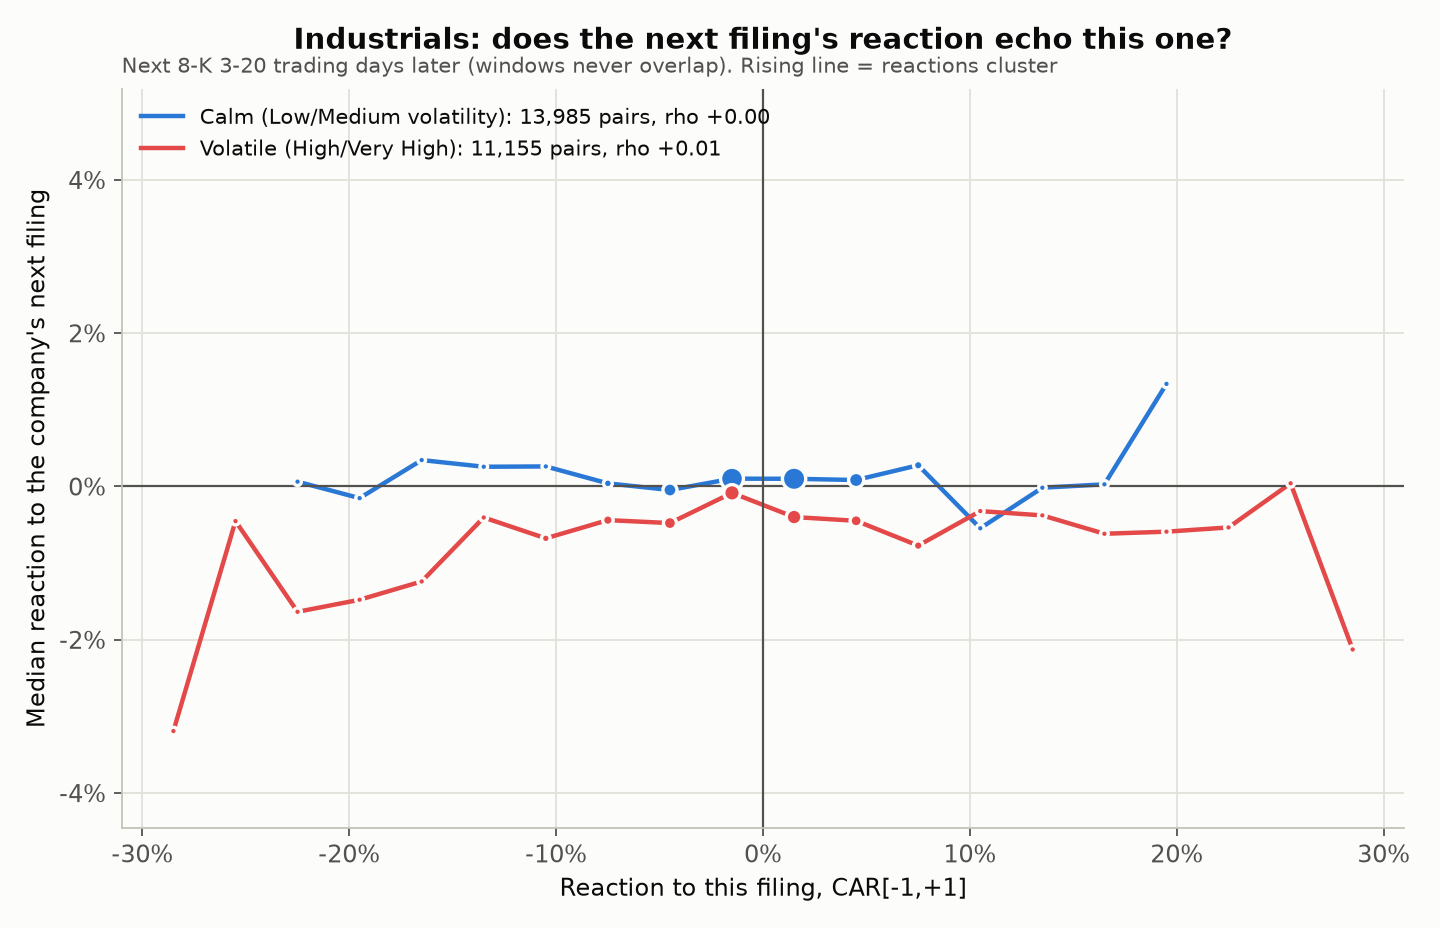 Industrials: does the next filing's reaction echo this one?
Next 8-K 3-20 trading days later (windows never overlap). Rising line = reactions cluster
Calm (Low/Medium volatility): 13,985 pairs, rho +0.00
Volatile (High/Very High): 11,155 pairs, rho +0.01
Median reaction to the company's next filing
4%
2%
0%
-2%
-4%
-30%
-20%
-10%
0%
10%
20%
30%
Reaction to this filing, CAR[-1,+1]